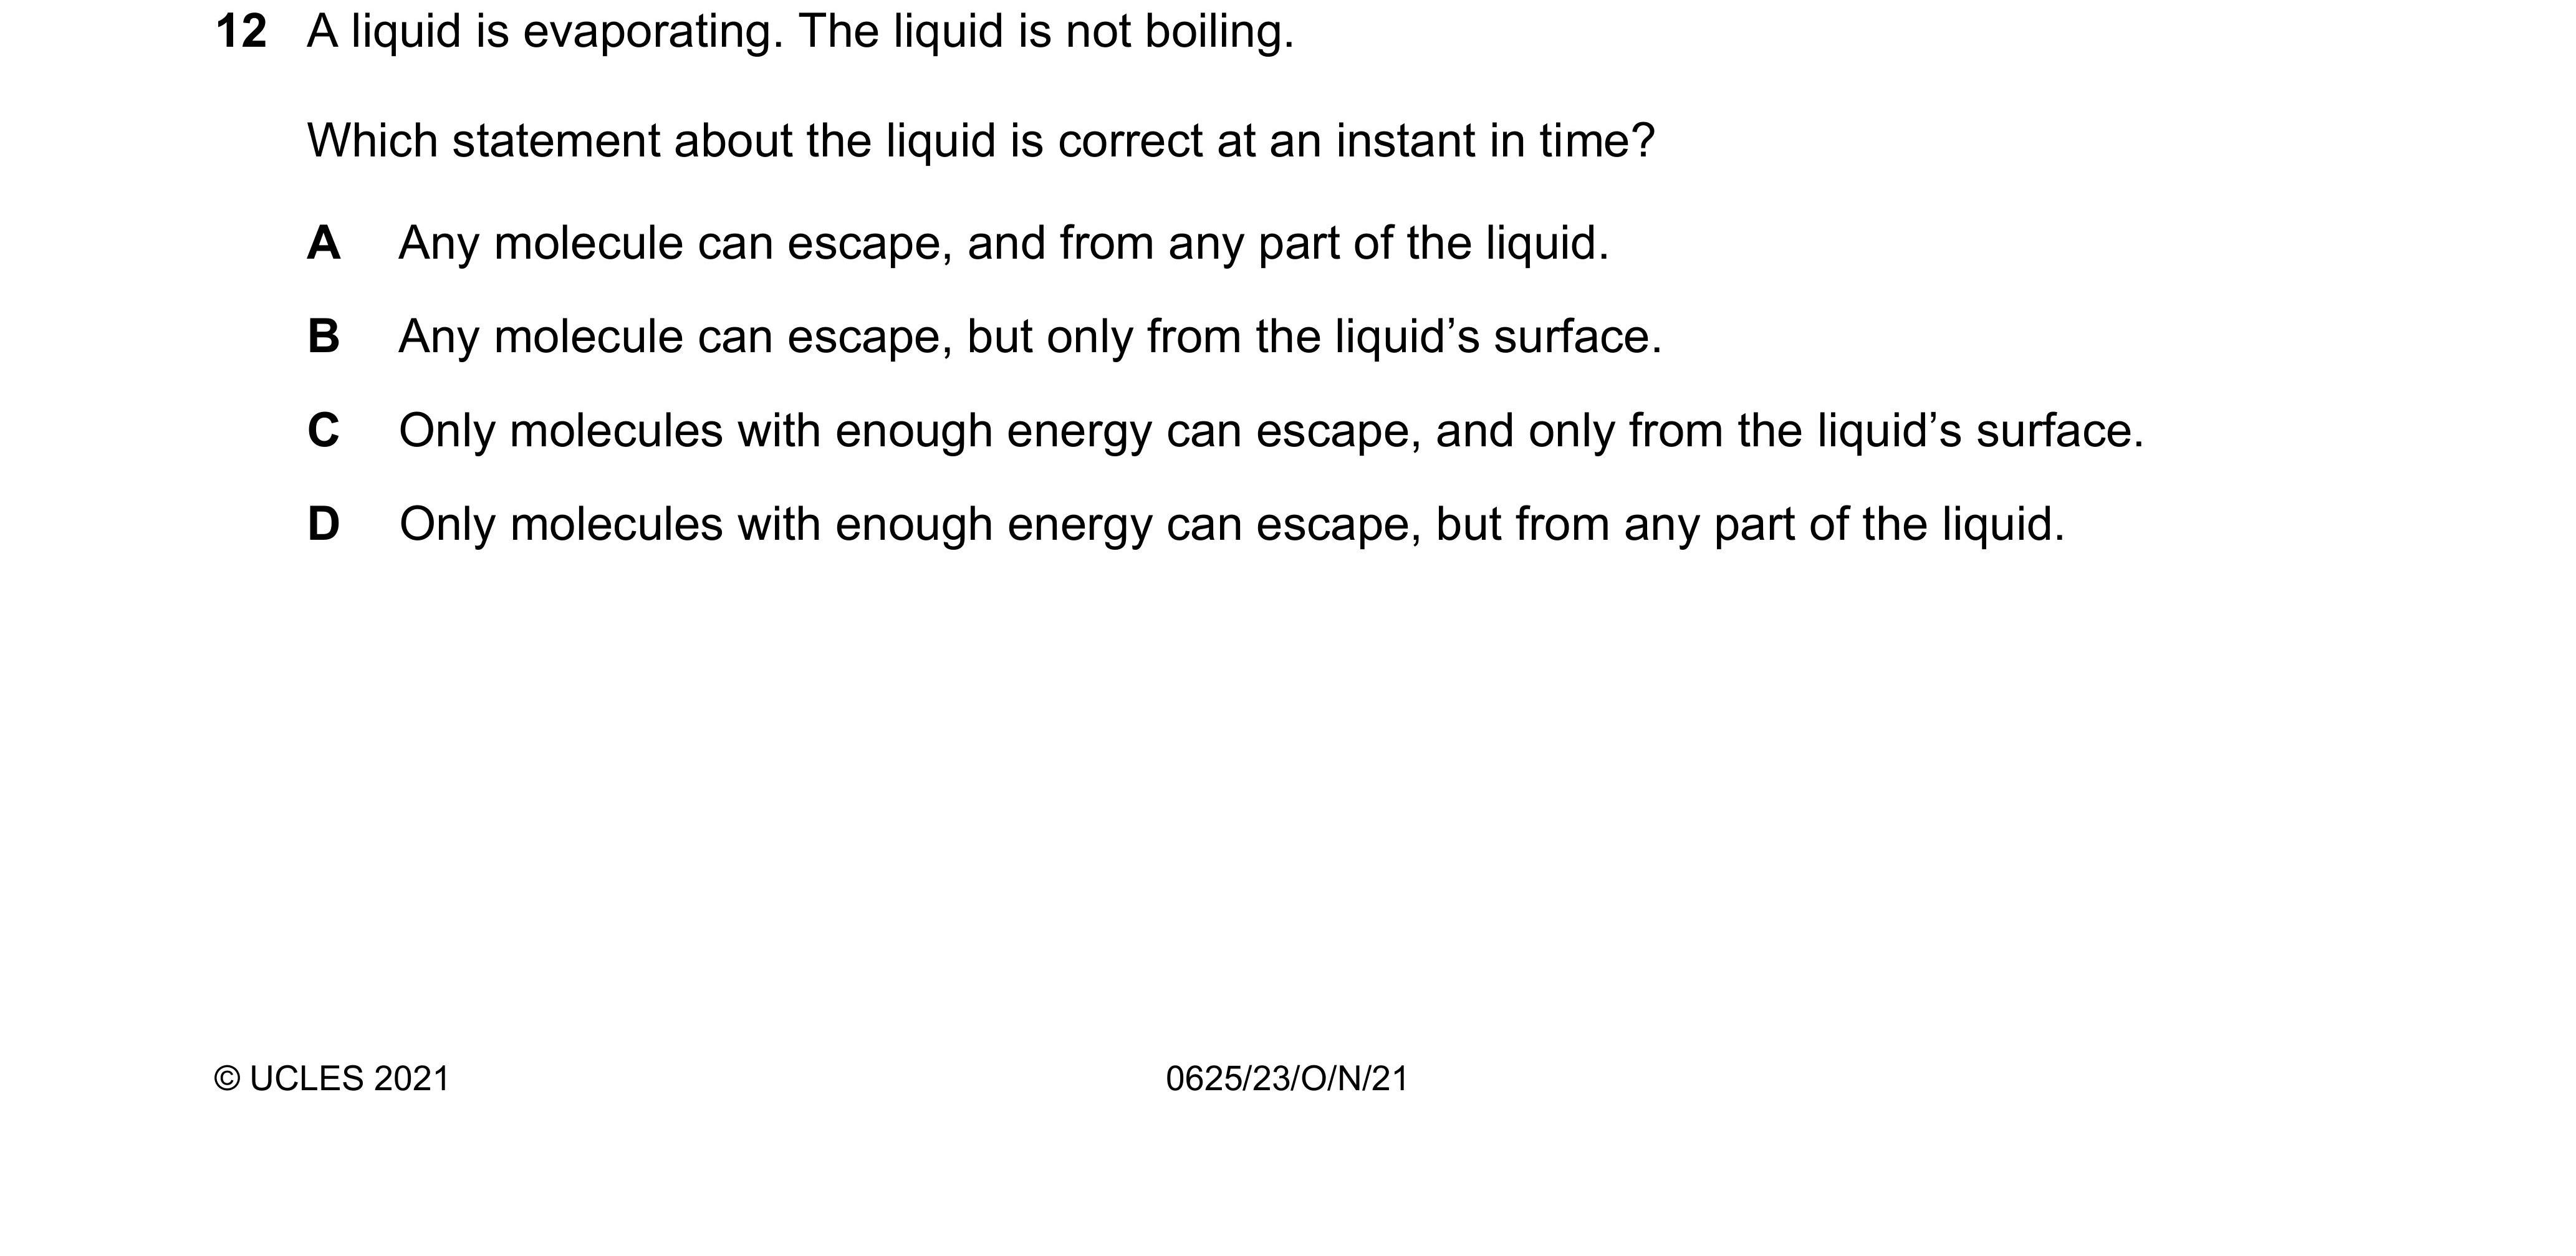 12 A liquid is evaporating. The liquid is not boiling.
Which statement about the liquid is correct at an instant in time?
A Any molecule can escape, and from any part of the liquid.
B Any molecule can escape, but only from the liquid’s surface.
C Only molecules with enough energy can escape, and only from the liquid’s surface.
D Only molecules with enough energy can escape, but from any part of the liquid.
© UCLES 2021 0625/23/O/N/21